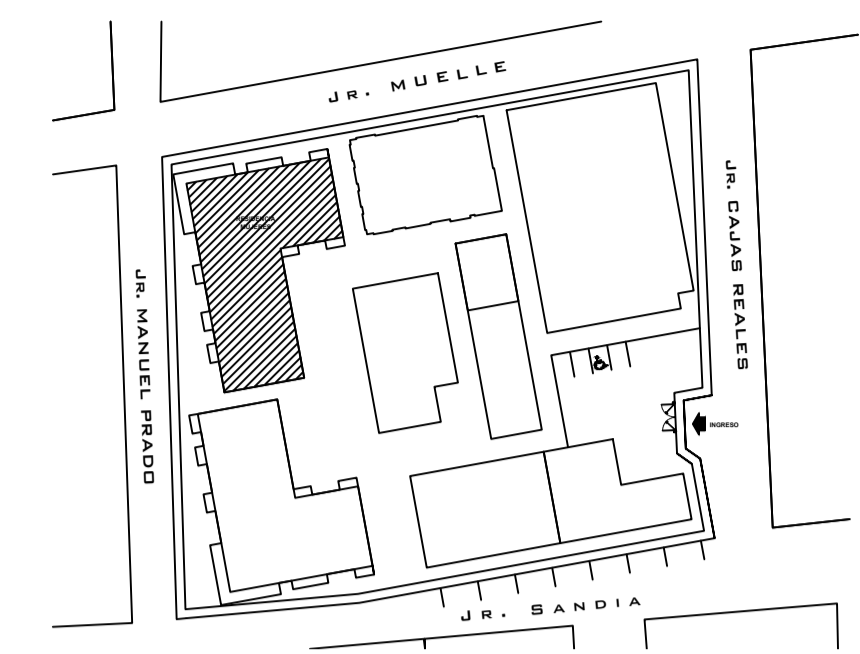 JR. MUELLE
JR. CAJAS REALES
RESIDENCIA
MUJERES
JR. MANUEL PRADO
INGRESO
JR. SANDIA